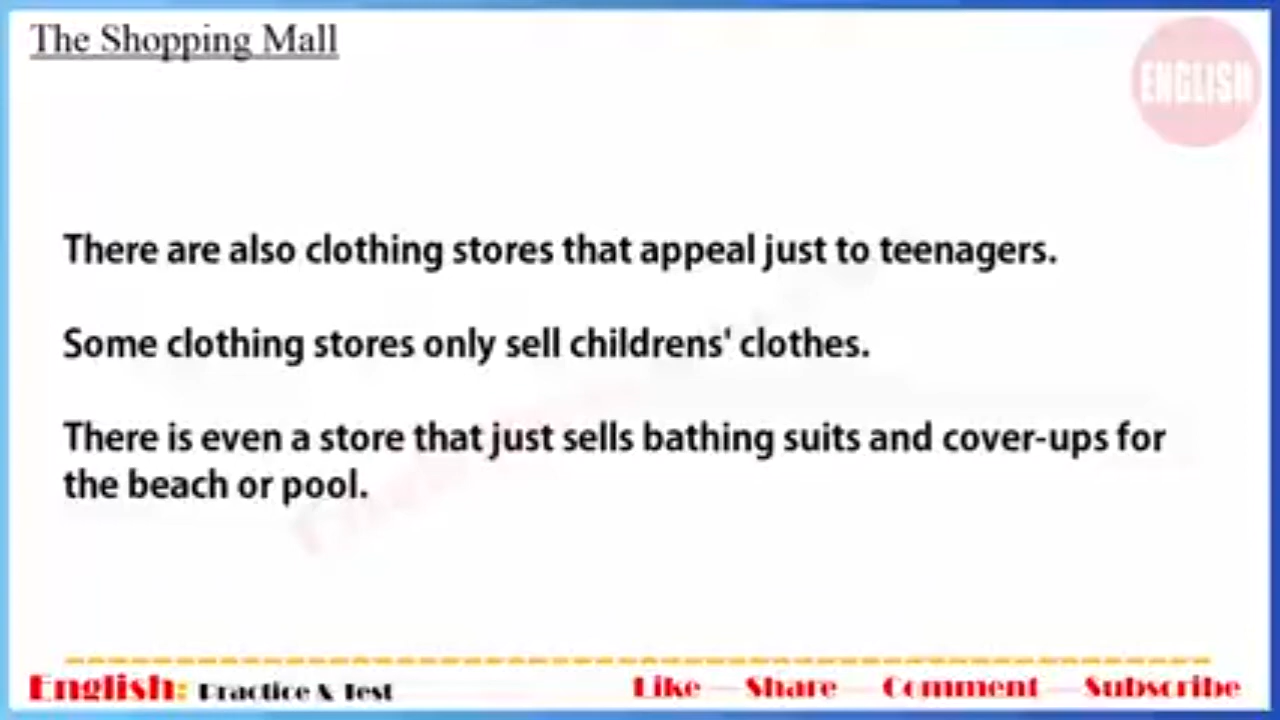 The Shopping Mall
ENGLISH
There are also clothing stores that appeal just to teenagers.
Some clothing stores only sell childrens' clothes.
There is even a store that just sells bathing suits and cover-ups for
the beach or pool.
English: Practice & Test
Like — Share — Comment — Subscribe